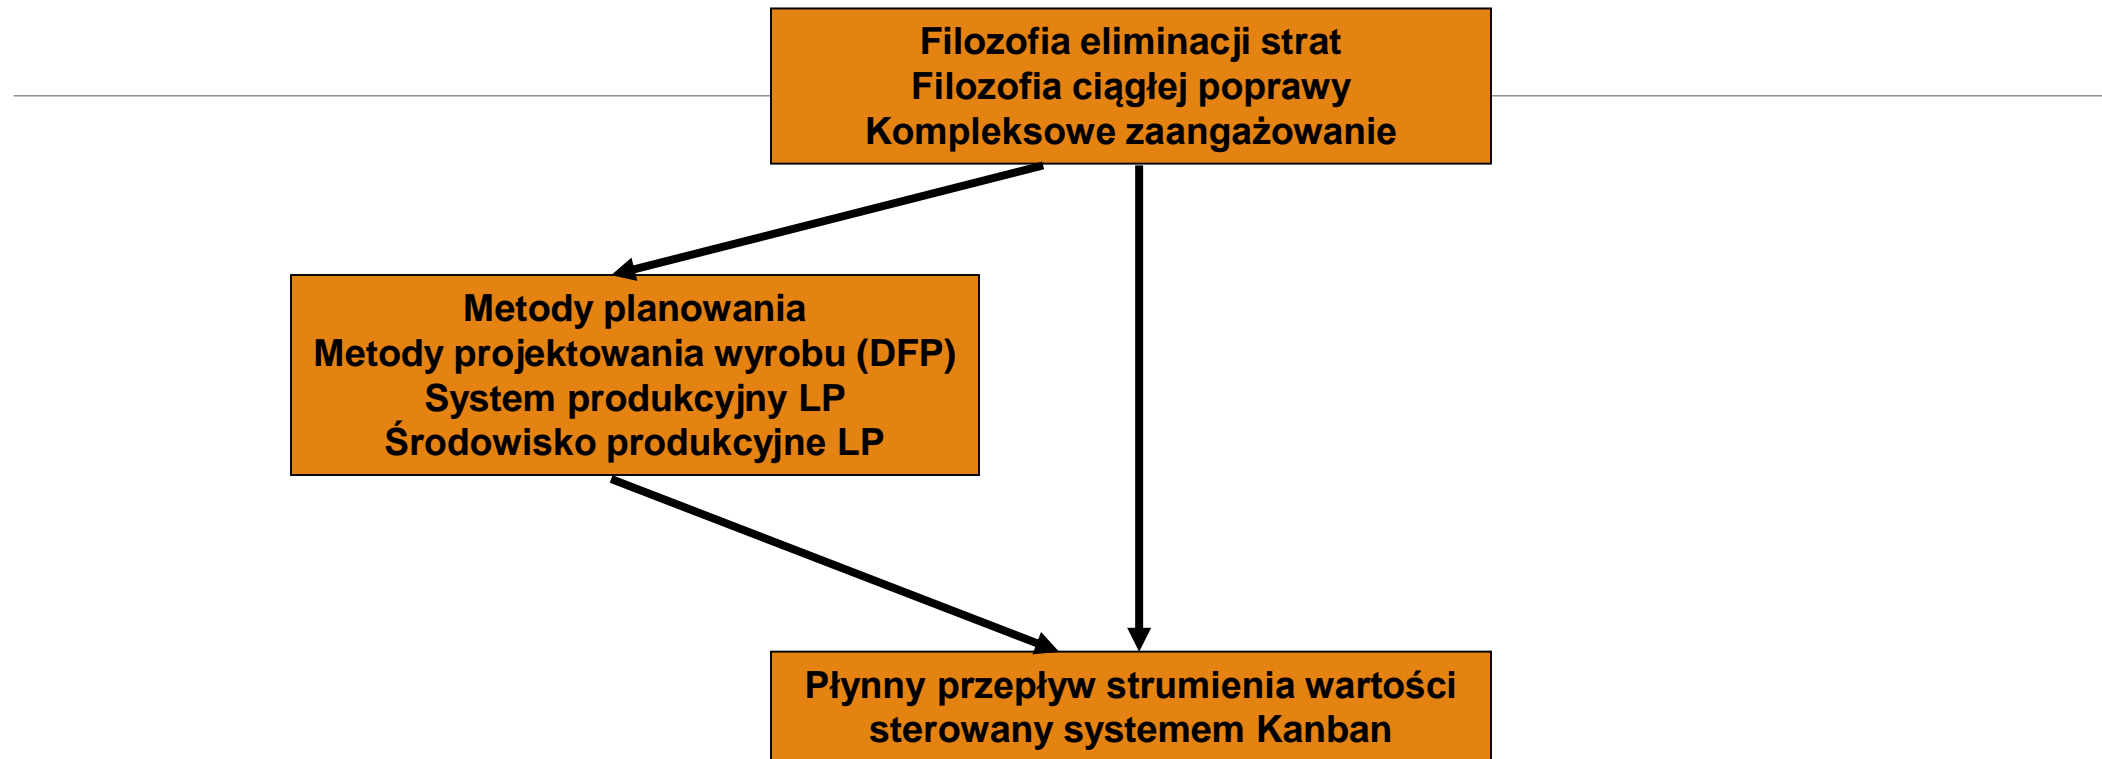 Filozofia eliminacji strat
Filozofia ciągłej poprawy
Kompleksowe zaangażowanie
Metody planowania
Metody projektowania wyrobu (DFP)
System produkcyjny LP
Środowisko produkcyjne LP
Płynny przepływ strumienia wartości
sterowany systemem Kanban